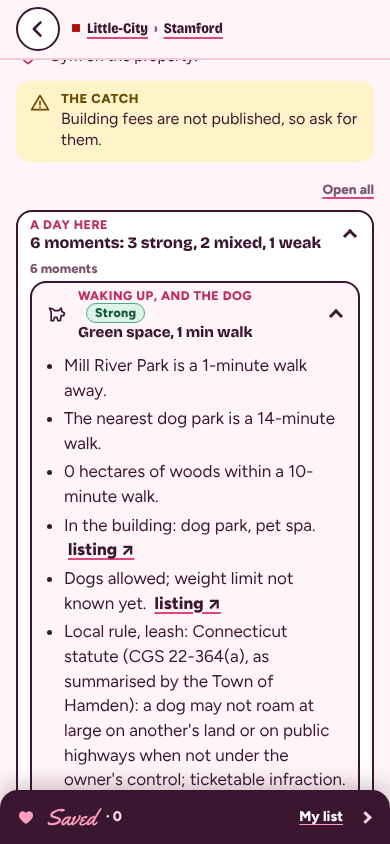 Little-City › Stamford
Gym on the property.
THE CATCH
Building fees are not published, so ask for
them.
Open all
A DAY HERE
6 moments: 3 strong, 2 mixed, 1 weak
6 moments
WAKING UP, AND THE DOG
Strong
Green space, 1 min walk
• Mill River Park is a 1-minute walk
away.
• The nearest dog park is a 14-minute
walk.
• 0 hectares of woods within a 10-
minute walk.
• In the building: dog park, pet spa.
listing ↗
• Dogs allowed; weight limit not
known yet. listing ↗
• Local rule, leash: Connecticut
statute (CGS 22-364(a), as
summarised by the Town of
Hamden): a dog may not roam at
large on another's land or on public
highways when not under the
owner's control; ticketable infraction.
Saved · 0
My list